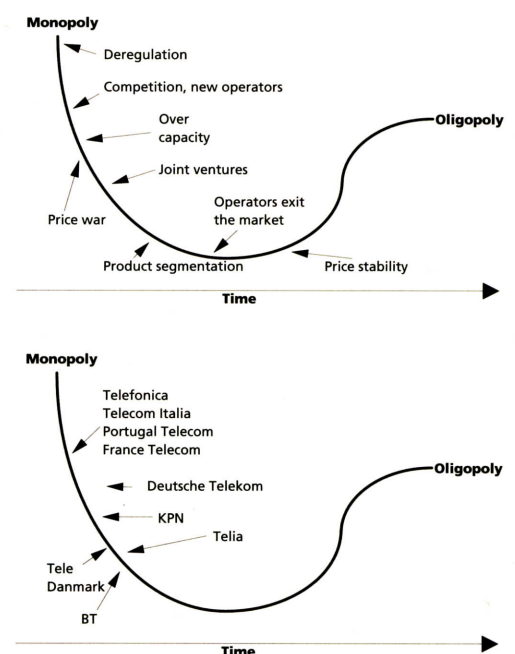 Monopoly
Deregulation
Competition, new operators
Over
capacity
Oligopoly
Joint ventures
Operators exit
the market
Price war
Product segmentation
Price stability
Time
Monopoly
Telefonica
Telecom Italia
Portugal Telecom
France Telecom
Oligopoly
Deutsche Telekom
KPN
Telia
Tele
Danmark
BT
Time